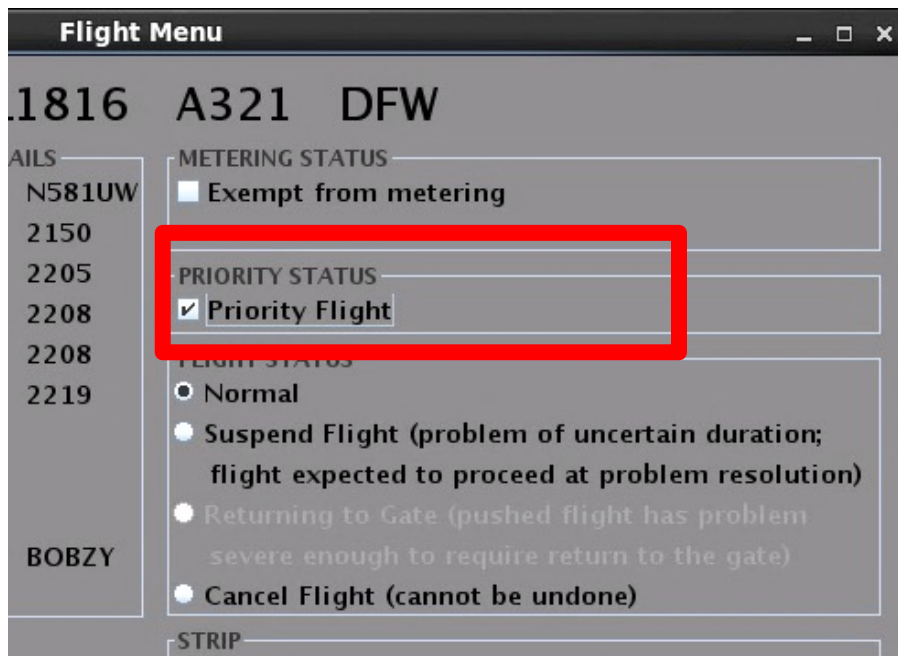 Flight Menu
1816 A321 DFW
AILS
N581UW
2150
2205
2208
2208
2219
BOBZY
METERING STATUS
Exempt from metering
PRIORITY STATUS
Priority Flight
FLIGHT STATUS
Normal
Suspend Flight (problem of uncertain duration;
flight expected to proceed at problem resolution)
Returning to Gate (pushed flight has problem
severe enough to require return to the gate)
Cancel Flight (cannot be undone)
STRIP